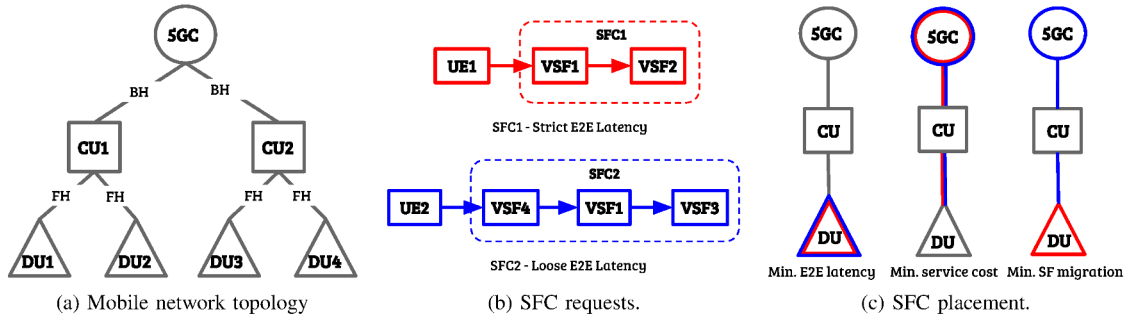 5GC
BH
BH
CU1
CU2
FH
FH
FH
FH
DU1
DU2
DU3
DU4
(a) Mobile network topology
SFC1
UE1
VSF1
VSF2
SFC1 - Strict E2E Latency
SFC2
UE2
VSF4
VSF1
VSF3
SFC2 - Loose E2E Latency
(b) SFC requests.
5GC
5GC
5GC
CU
CU
CU
DU
DU
DU
Min. E2E latency
Min. service cost
Min. SF migration
(c) SFC placement.